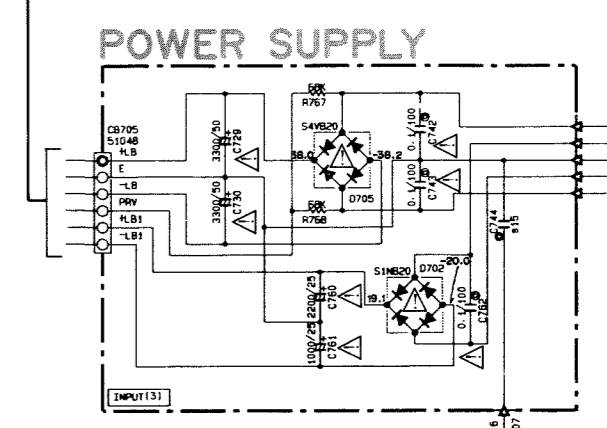 POWER SUPPLY
68K
R767
CB705
51048
+LB
E
-LB
PRV
+LB1
-LB1
3300/50
C729
3300/50
C730
S4VB20
38.0
-38.2
D705
68K
R768
0.1/100
C742
0.1/100
C743
C744
S1NB20
D702
-20.0
19.1
2200/25
C760
1000/25
C761
0.1/100
C762
INPUT(3)